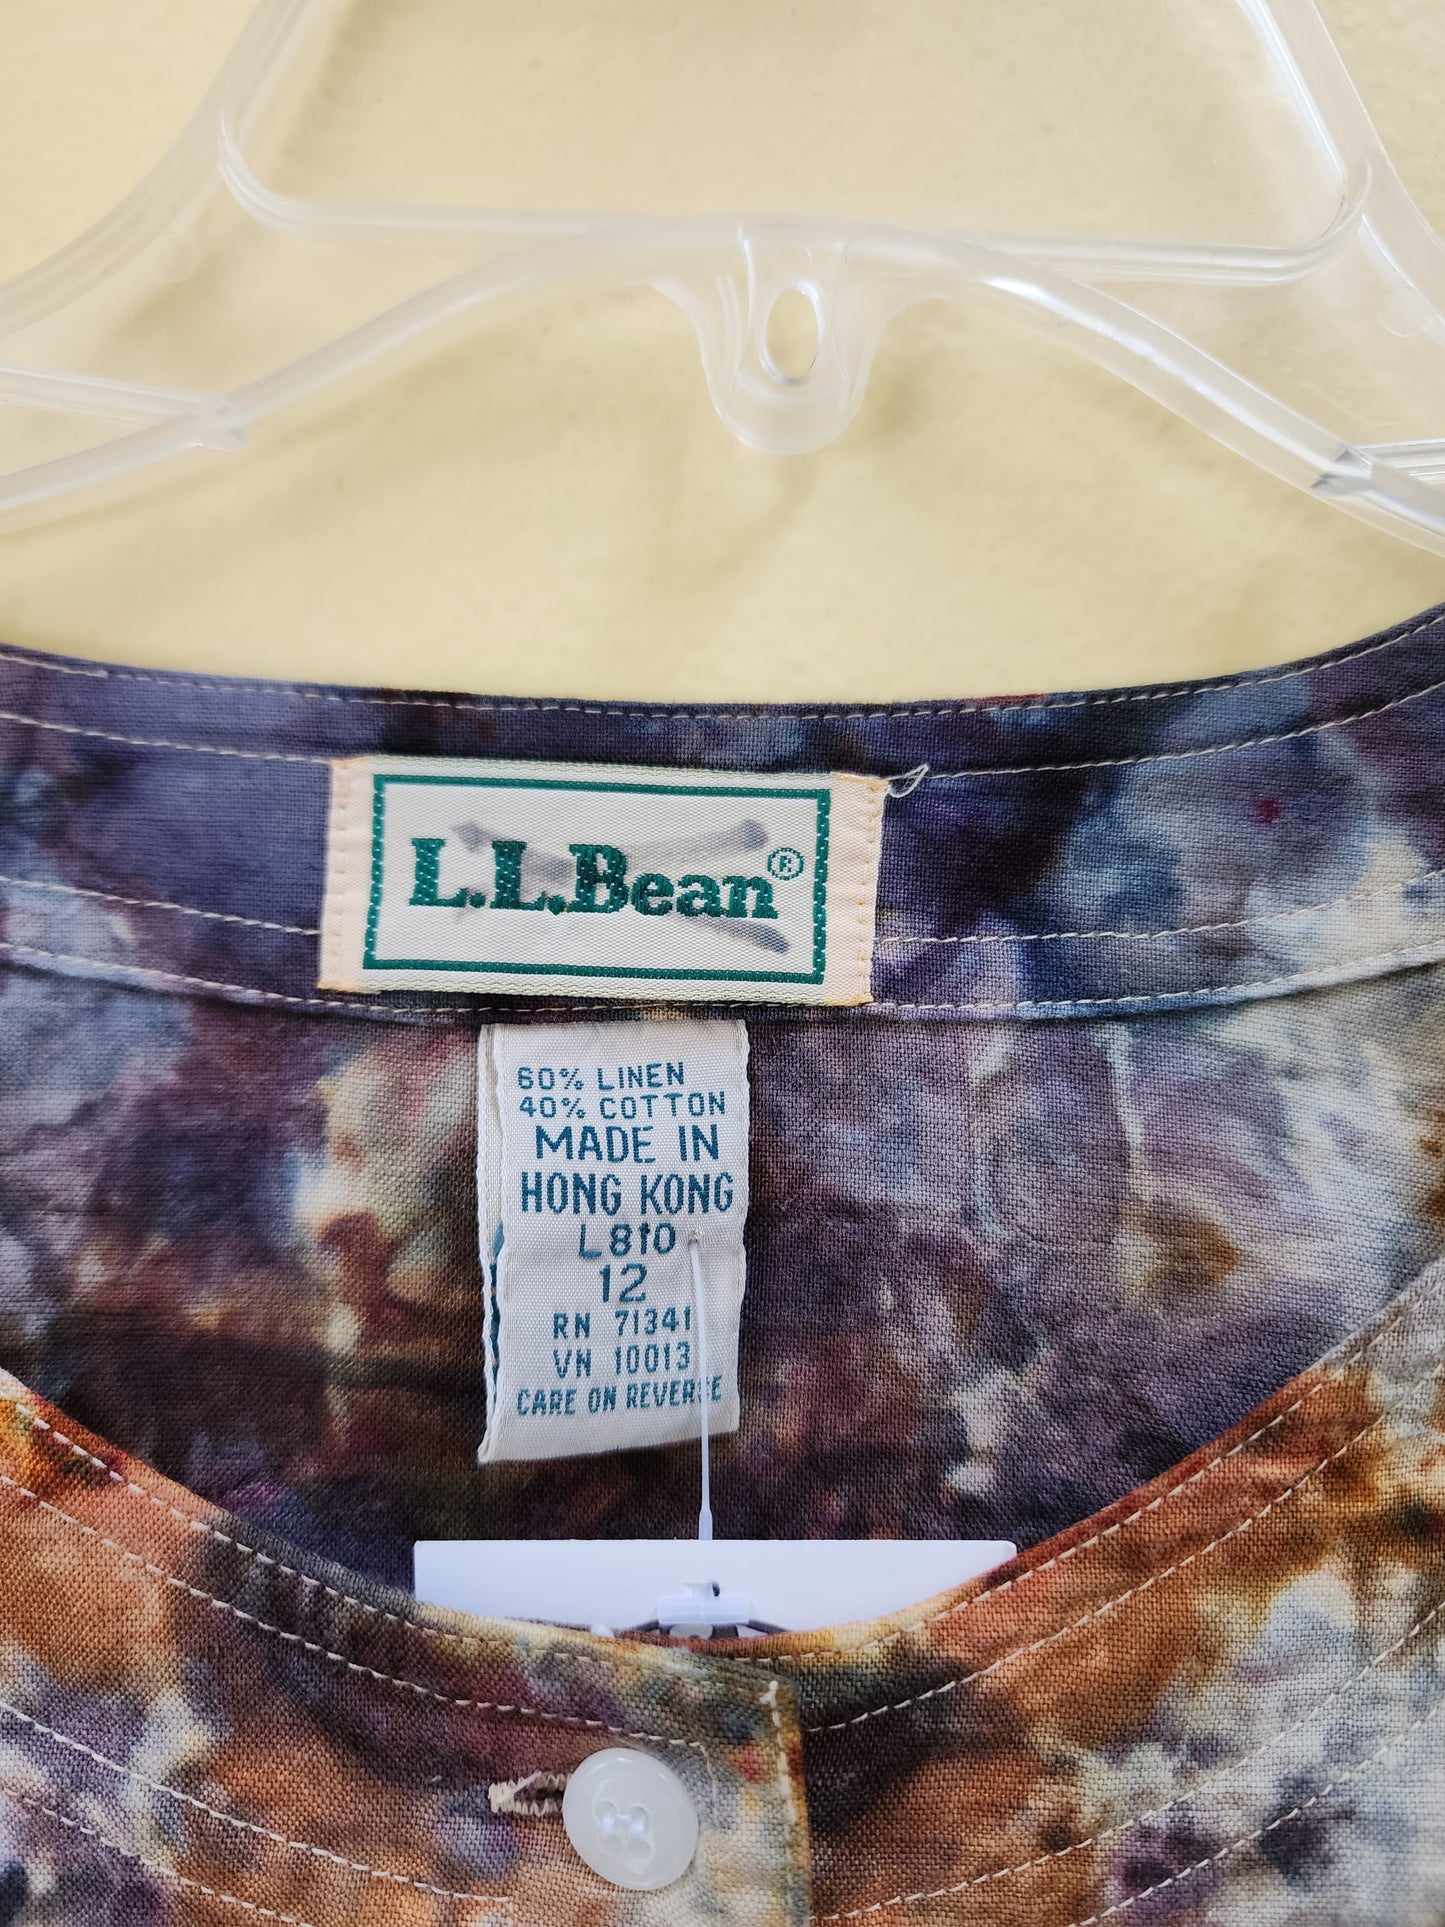 L.L.Bean®
60% LINEN
40% COTTON
MADE IN
HONG KONG
L810
12
RN 71341
VN 10013
CARE ON REVERSE